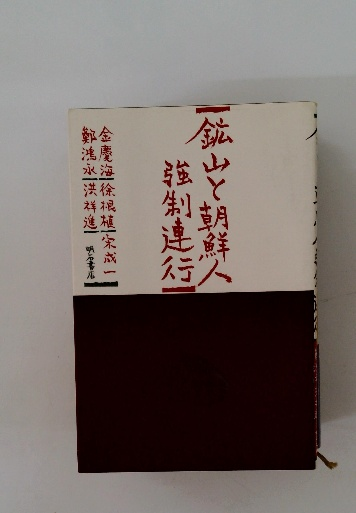 鉱山と朝鮮人
強制連行
金慶海 徐根植 宋成一
鄭鴻永 洪祥進
明石書店